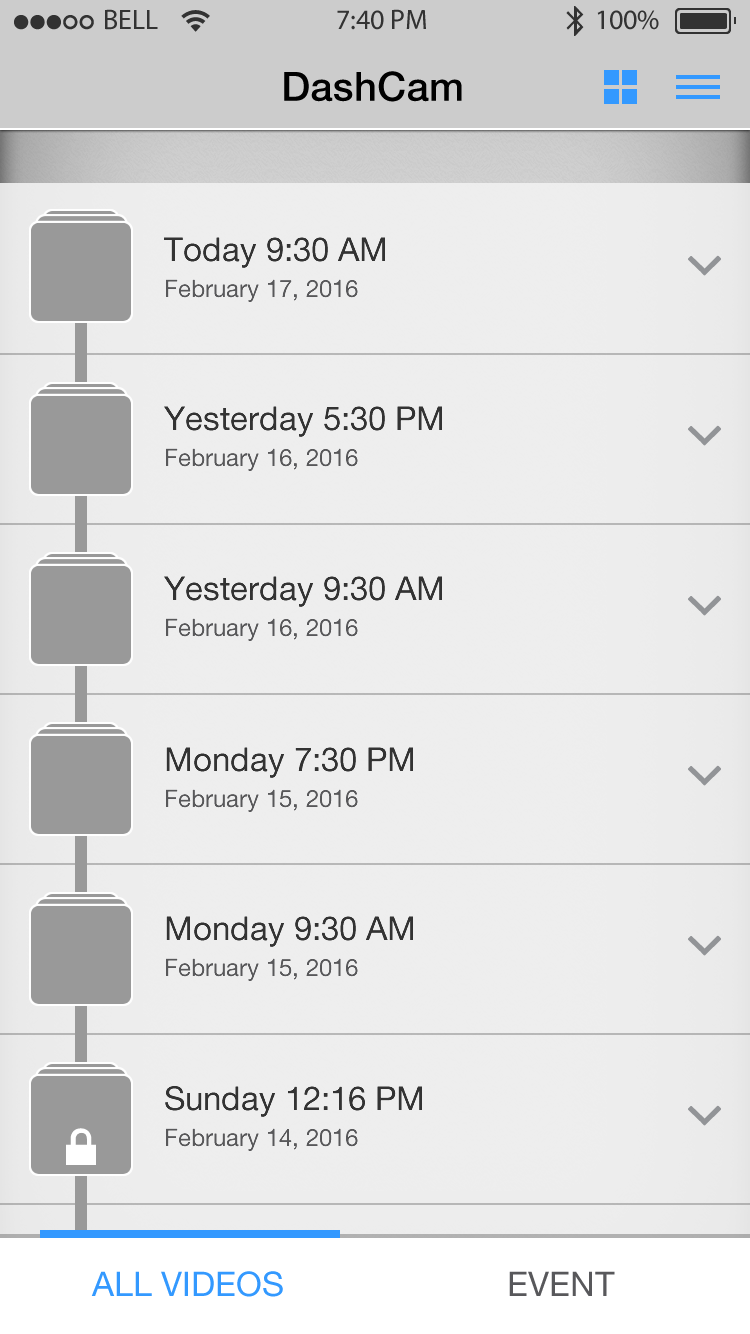 BELL 7:40 PM 100%
DashCam
Today 9:30 AM
February 17, 2016
Yesterday 5:30 PM
February 16, 2016
Yesterday 9:30 AM
February 16, 2016
Monday 7:30 PM
February 15, 2016
Monday 9:30 AM
February 15, 2016
Sunday 12:16 PM
February 14, 2016
ALL VIDEOS EVENT